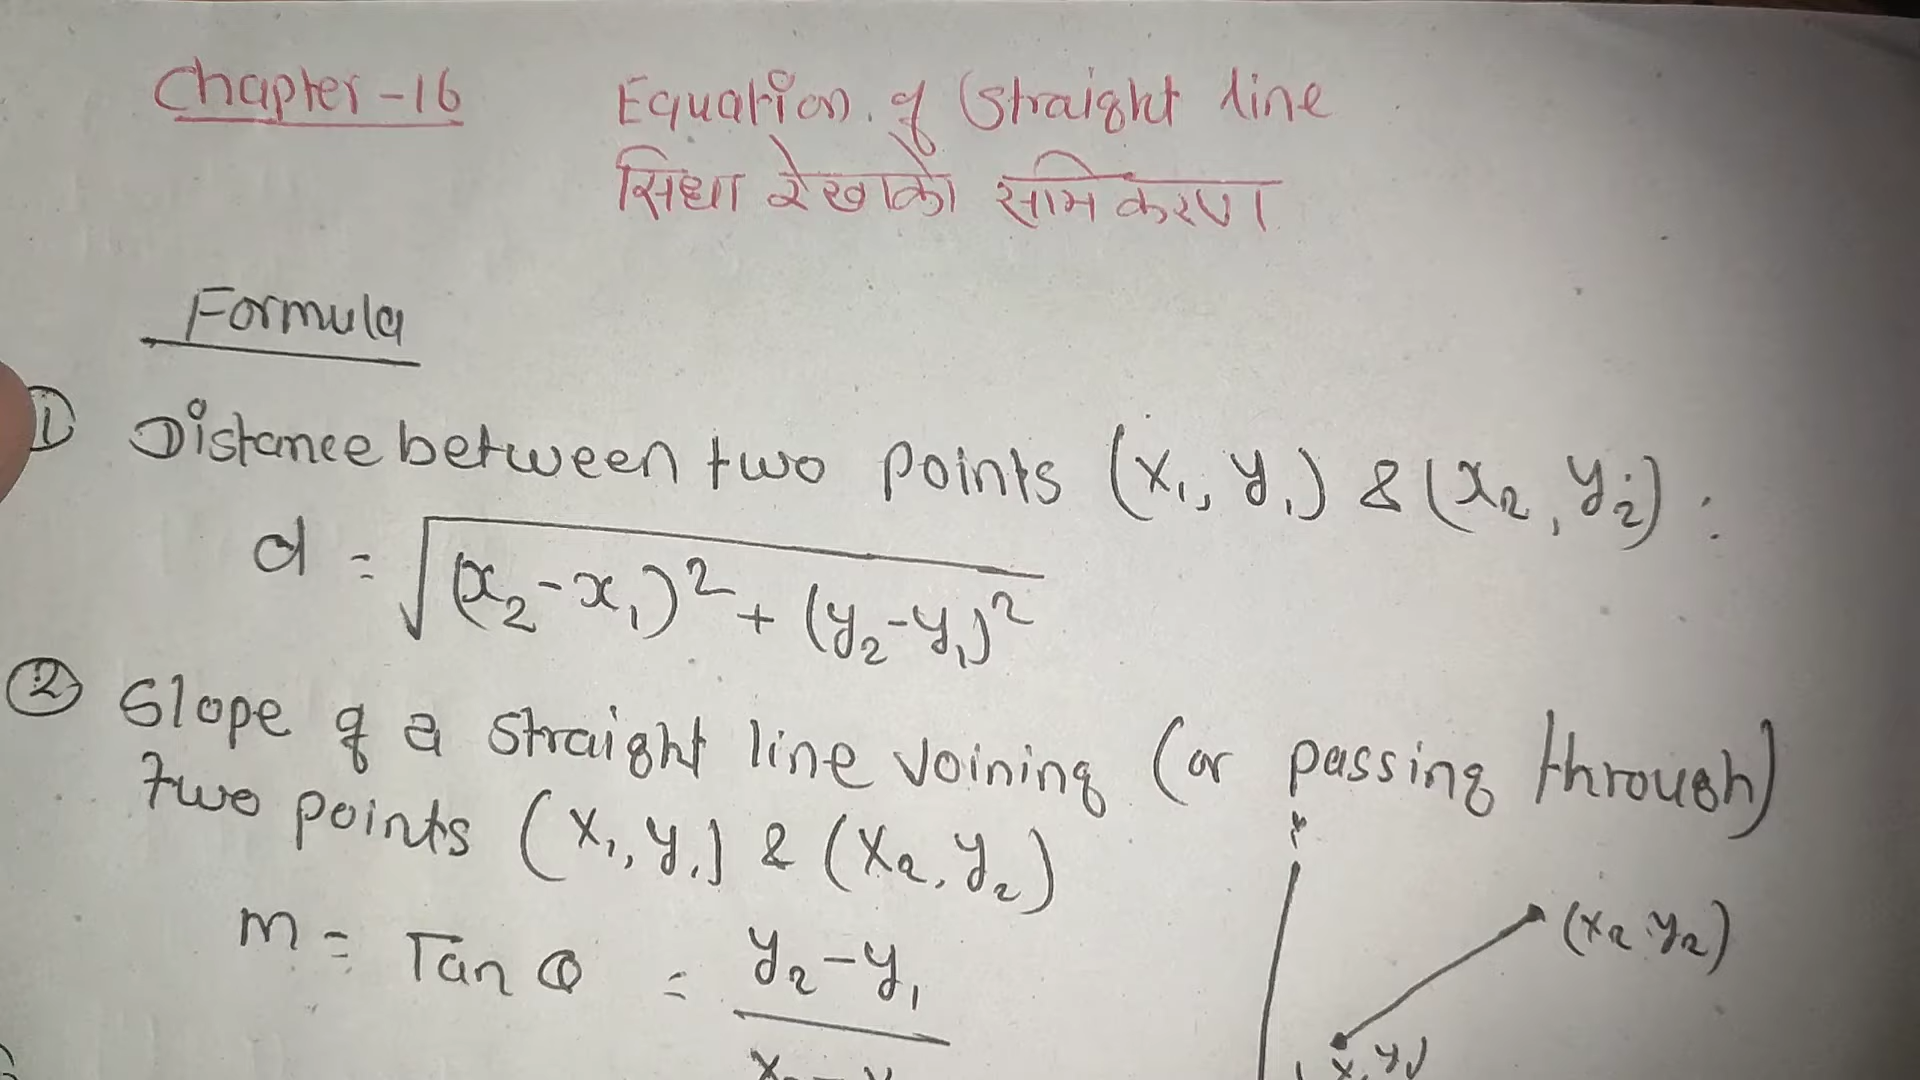 Chapter-16 Equation of Straight line
सिधा रेखाको समिकरण
Formula
① Distance between two points (x₁, y₁) & (x₂, y₂) :
d = √(x₂-x₁)² + (y₂-y₁)²
② Slope of a straight line joining (or passing through)
two points (x₁, y₁) & (x₂, y₂)
(x₂ y₂)
m = Tan θ = y₂-y₁